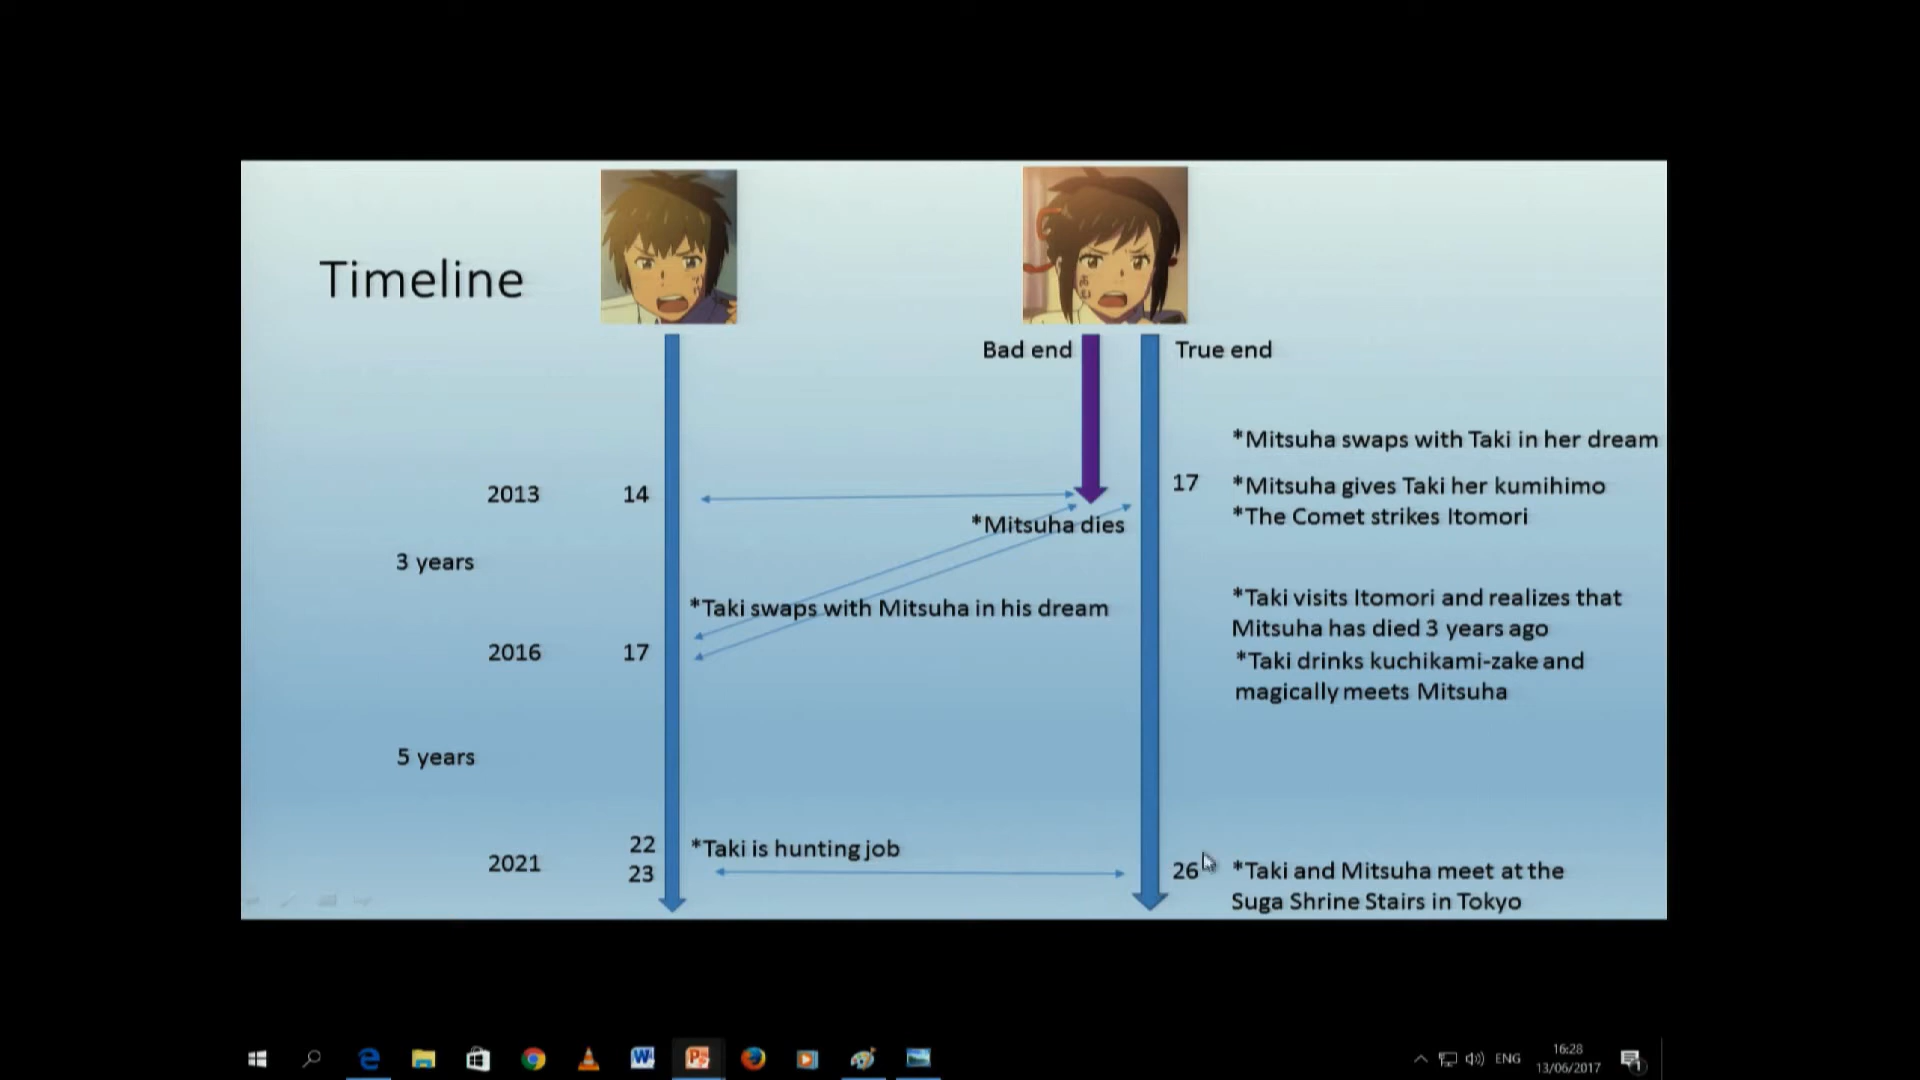 Timeline
Bad end
True end
*Mitsuha swaps with Taki in her dream
2013
14
17
*Mitsuha gives Taki her kumihimo
*The Comet strikes Itomori
*Mitsuha dies
3 years
*Taki swaps with Mitsuha in his dream
*Taki visits Itomori and realizes that
Mitsuha has died 3 years ago
2016
17
*Taki drinks kuchikami-zake and
magically meets Mitsuha
5 years
22
*Taki is hunting job
2021
23
26
*Taki and Mitsuha meet at the
Suga Shrine Stairs in Tokyo
ENG
16:28
13/06/2017